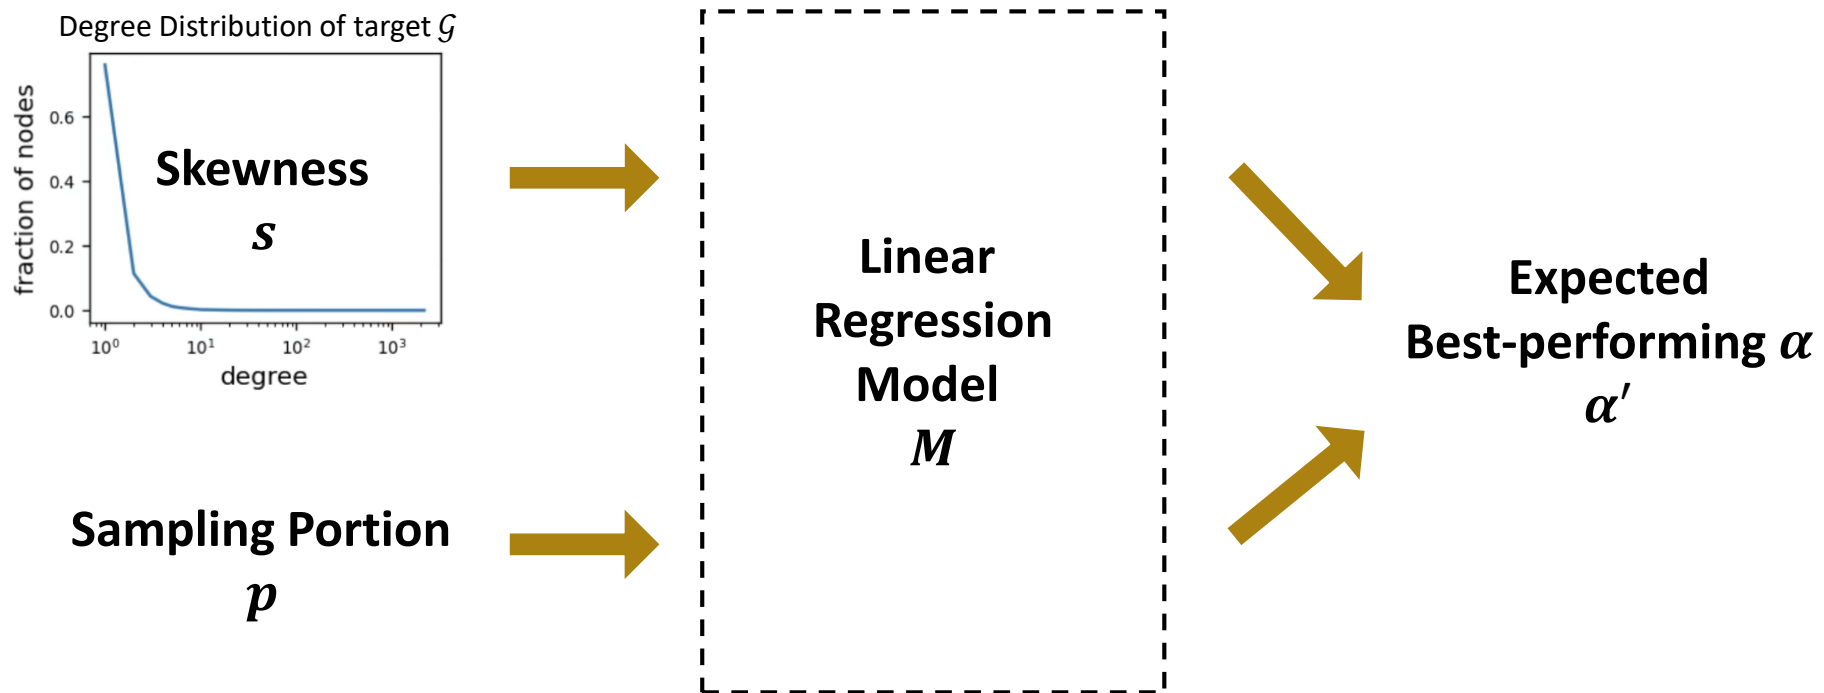 Degree Distribution of target 𝒢
fraction of nodes
0.6
0.4
0.2
0.0
10⁰ 10¹ 10² 10³
degree
Skewness
s
Sampling Portion
p
Linear
Regression
Model
M
Expected
Best-performing α
α′